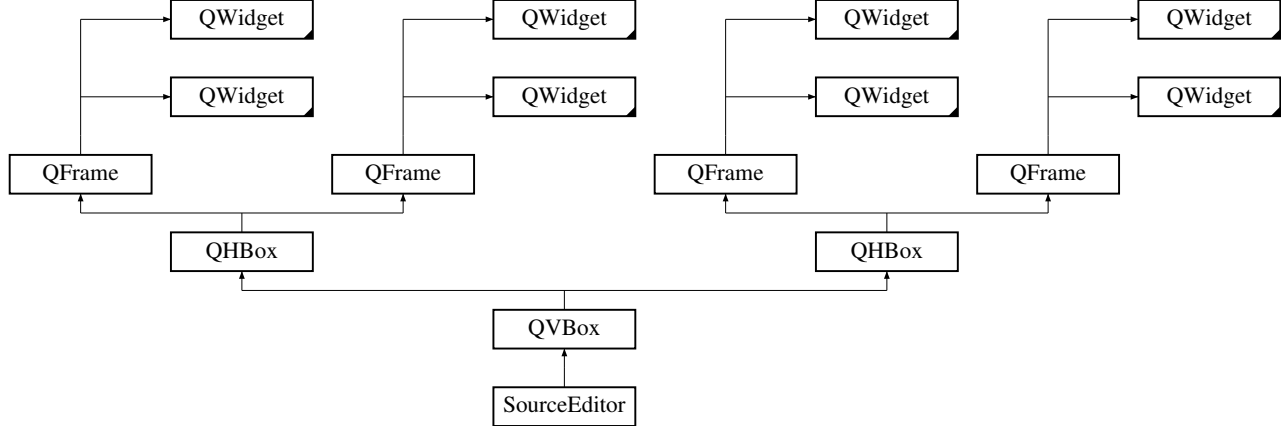 QWidget QWidget QWidget QWidget
QWidget QWidget QWidget QWidget
QFrame QFrame QFrame QFrame
QHBox QHBox
QVBox
SourceEditor